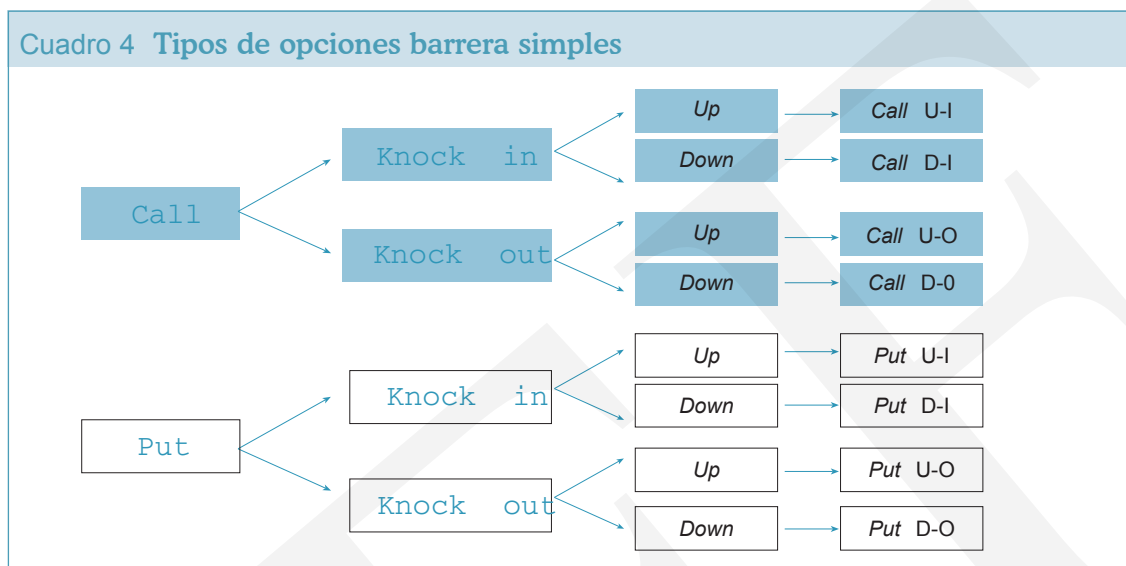 Cuadro 4 Tipos de opciones barrera simples
Up
Call U-I
Knock in
Down
Call D-I
Call
Up
Call U-O
Knock out
Down
Call D-0
Up
Put U-I
Knock in
Down
Put D-I
Put
Up
Put U-O
Knock out
Down
Put D-O